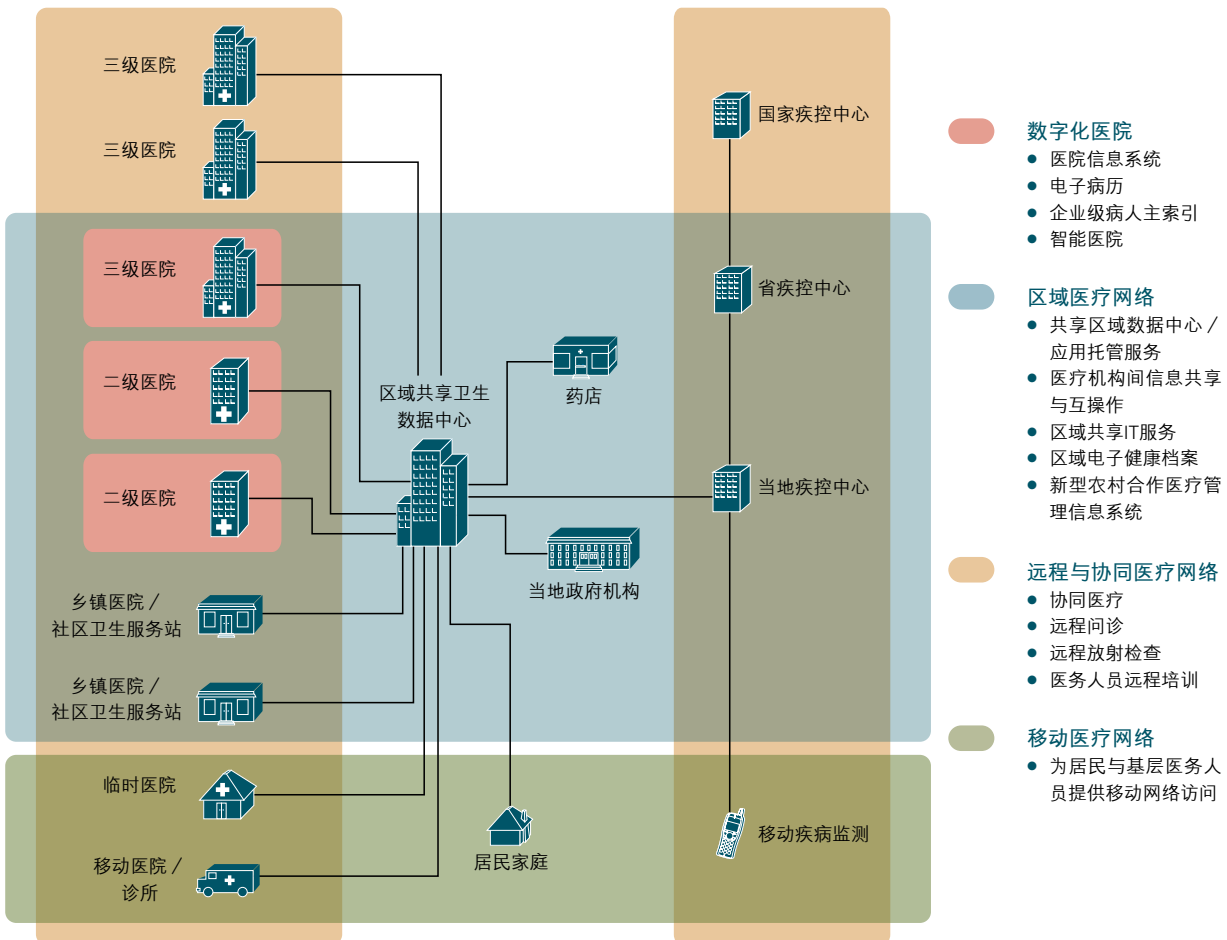 三级医院
三级医院
三级医院
二级医院
二级医院
乡镇医院／
社区卫生服务站
乡镇医院／
社区卫生服务站
临时医院
移动医院／
诊所
区域共享卫生
数据中心
药店
当地政府机构
居民家庭
国家疾控中心
省疾控中心
当地疾控中心
移动疾病监测
数字化医院
● 医院信息系统
● 电子病历
● 企业级病人主索引
● 智能医院
区域医疗网络
● 共享区域数据中心／
应用托管服务
● 医疗机构间信息共享
与互操作
● 区域共享IT服务
● 区域电子健康档案
● 新型农村合作医疗管
理信息系统
远程与协同医疗网络
● 协同医疗
● 远程问诊
● 远程放射检查
● 医务人员远程培训
移动医疗网络
● 为居民与基层医务人
员提供移动网络访问